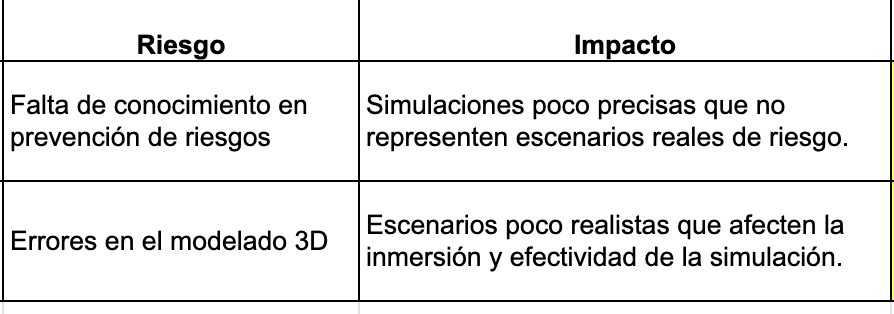 Riesgo
Impacto
Falta de conocimiento en
prevención de riesgos
Simulaciones poco precisas que no
representen escenarios reales de riesgo.
Errores en el modelado 3D
Escenarios poco realistas que afecten la
inmersión y efectividad de la simulación.